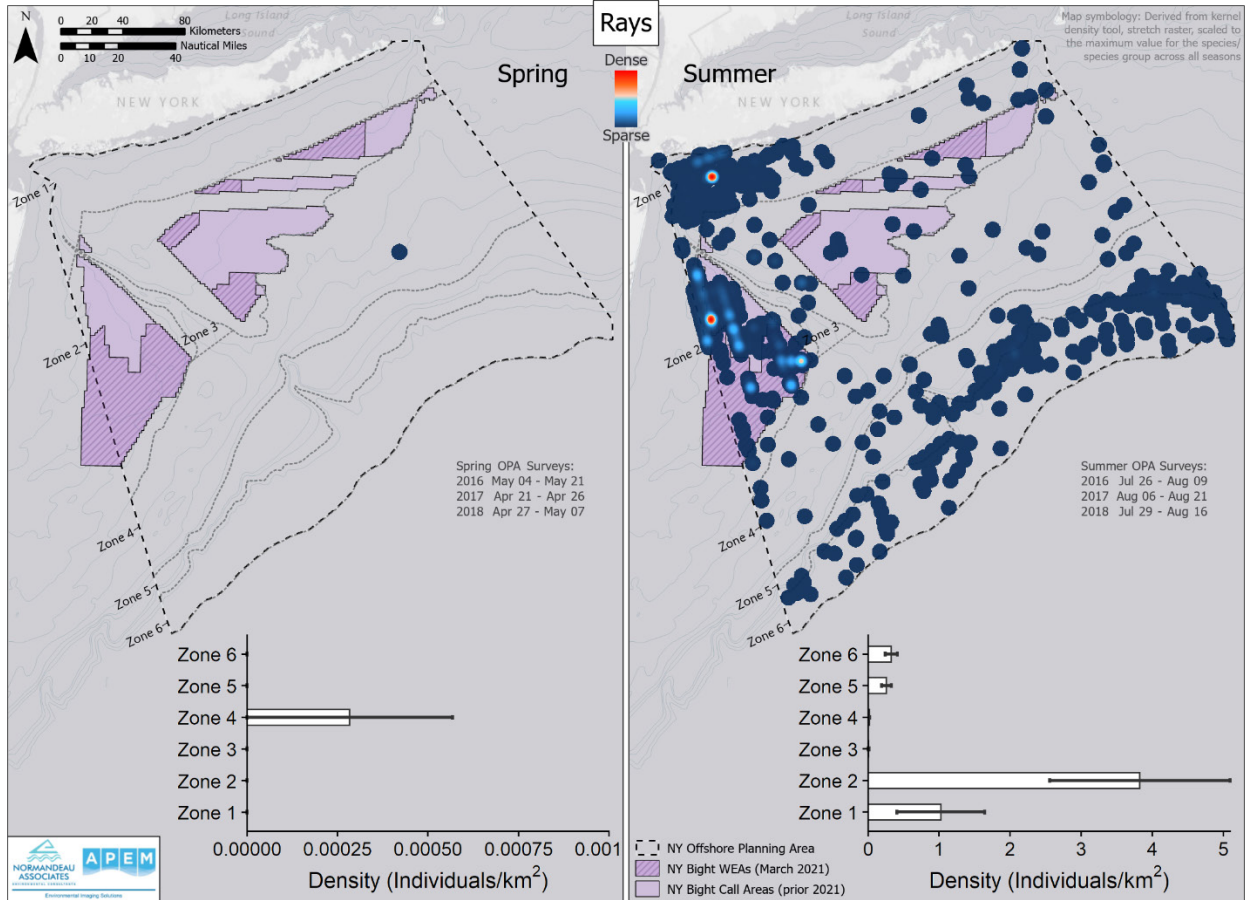 Rays
Dense
Sparse
N
0 20 40 80
Kilometers
Nautical Miles
0 10 20 40
Long Island
Sound
NEW YORK
Spring
Zone 1
Zone 2
Zone 3
Zone 4
Zone 5
Zone 6
Spring OPA Surveys:
2016 May 04 - May 21
2017 Apr 21 - Apr 26
2018 Apr 27 - May 07
Zone 6
Zone 5
Zone 4
Zone 3
Zone 2
Zone 1
0.00000 0.00025 0.00050 0.00075 0.001
Density (Individuals/km²)
NORMANDEAU
ASSOCIATES
ENVIRONMENTAL CONSULTANTS
APEM
Environmental Imaging Solutions
Summer
Long Island
Sound
NEW YORK
Map symbology: Derived from kernel
density tool, stretch raster, scaled to
the maximum value for the species/
species group across all seasons
Zone 1
Zone 2
Zone 3
Zone 4
Zone 5
Zone 6
Summer OPA Surveys:
2016 Jul 26 - Aug 09
2017 Aug 06 - Aug 21
2018 Jul 29 - Aug 16
Zone 6
Zone 5
Zone 4
Zone 3
Zone 2
Zone 1
0 1 2 3 4 5
Density (Individuals/km²)
NY Offshore Planning Area
NY Bight WEAs (March 2021)
NY Bight Call Areas (prior 2021)